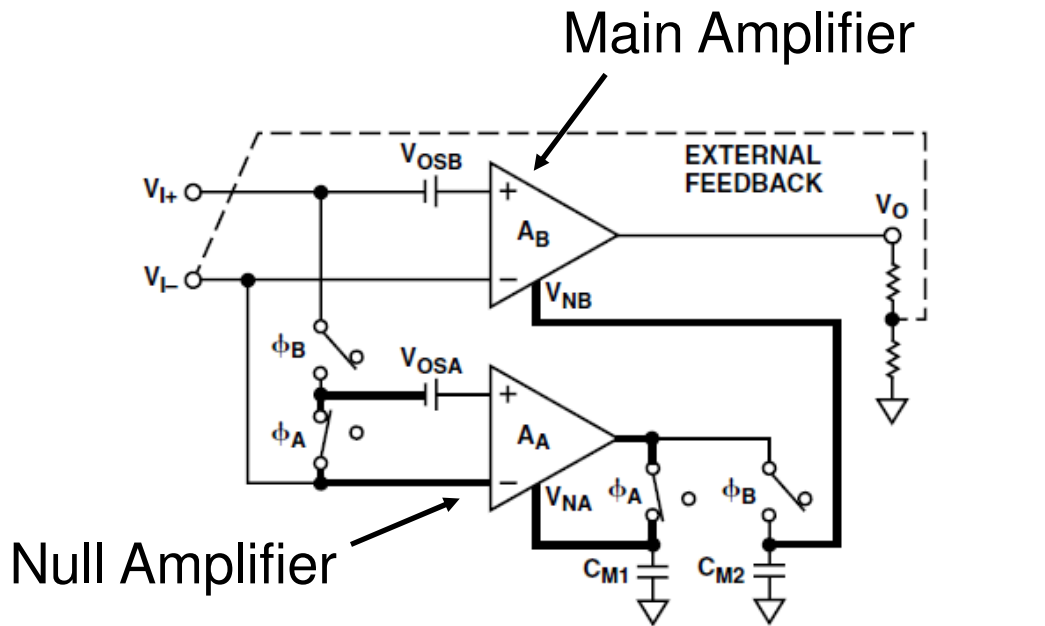 Main Amplifier
EXTERNAL
FEEDBACK
VOSB
VI+
VO
+
AB
−
VI–
VNB
ϕB
VOSA
+
ϕA
AA
−
VNA
ϕA
ϕB
Null Amplifier
CM1
CM2